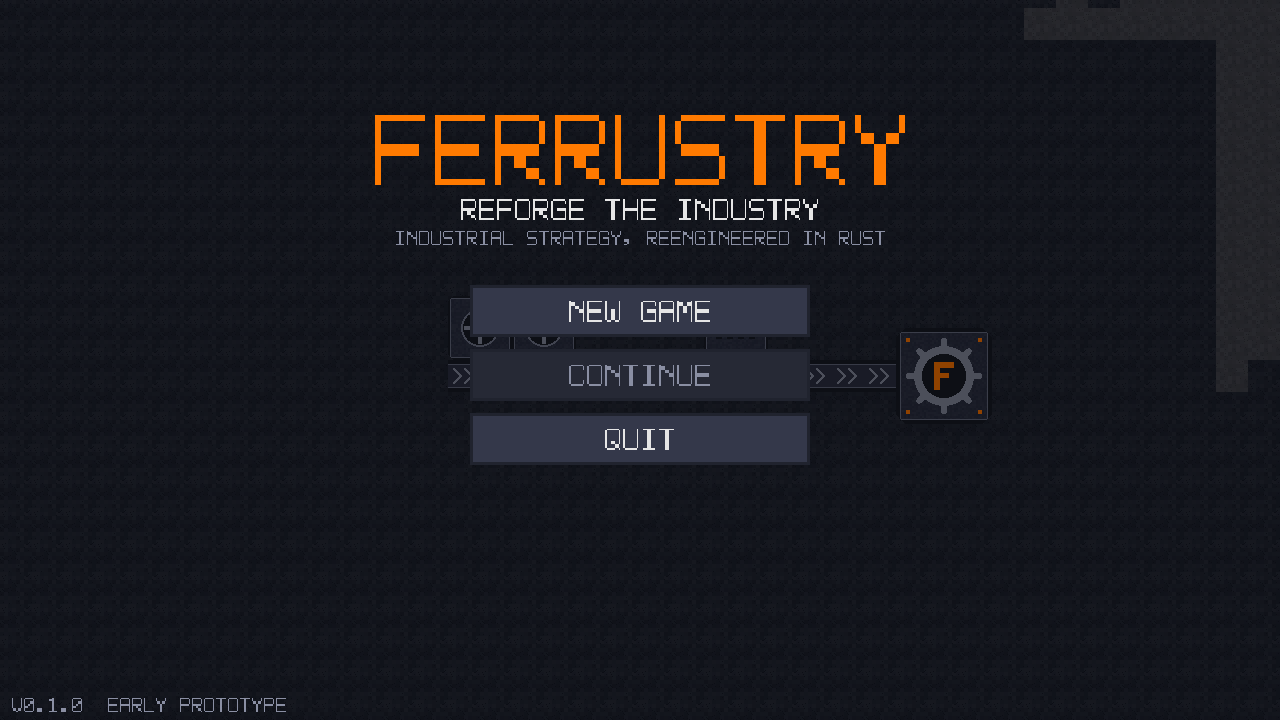 FERRUSTRY
REFORGE THE INDUSTRY
INDUSTRIAL STRATEGY, REENGINEERED IN RUST
NEW GAME
CONTINUE
F
QUIT
V0.1.0 EARLY PROTOTYPE